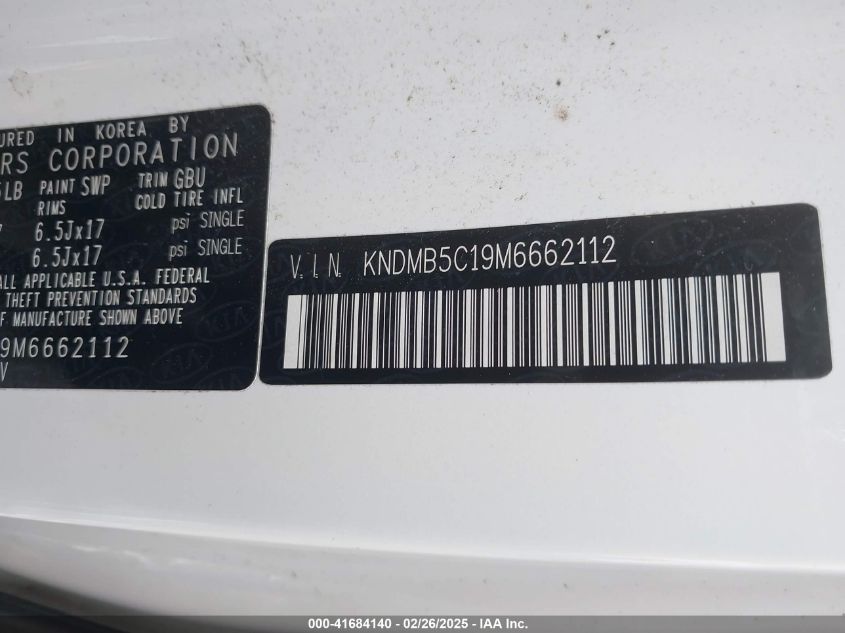 URED IN KOREA BY
RS CORPORATION
LB PAINT SWP TRIM GBU
RIMS COLD TIRE INFL
7 6.5Jx17 psi SINGLE
6.5Jx17 psi SINGLE
ALL APPLICABLE U.S.A. FEDERAL
THEFT PREVENTION STANDARDS
F MANUFACTURE SHOWN ABOVE
9M6662112
V
V.I.N. KNDMB5C19M6662112
KIA
000-41684140 - 02/26/2025 - IAA Inc.